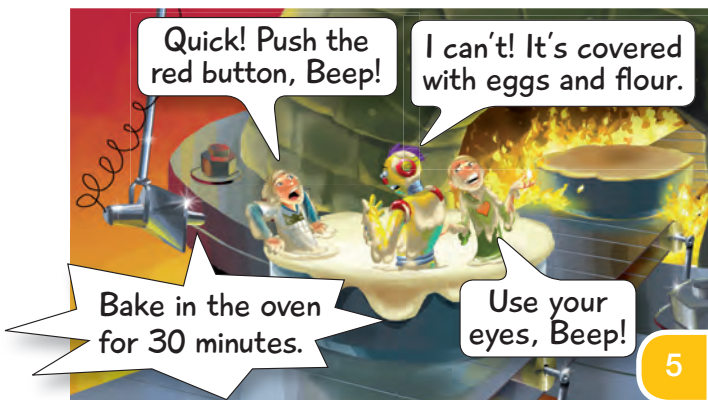 Quick! Push the
red button, Beep!
I can't! It's covered
with eggs and flour.
Bake in the oven
for 30 minutes.
Use your
eyes, Beep!
5